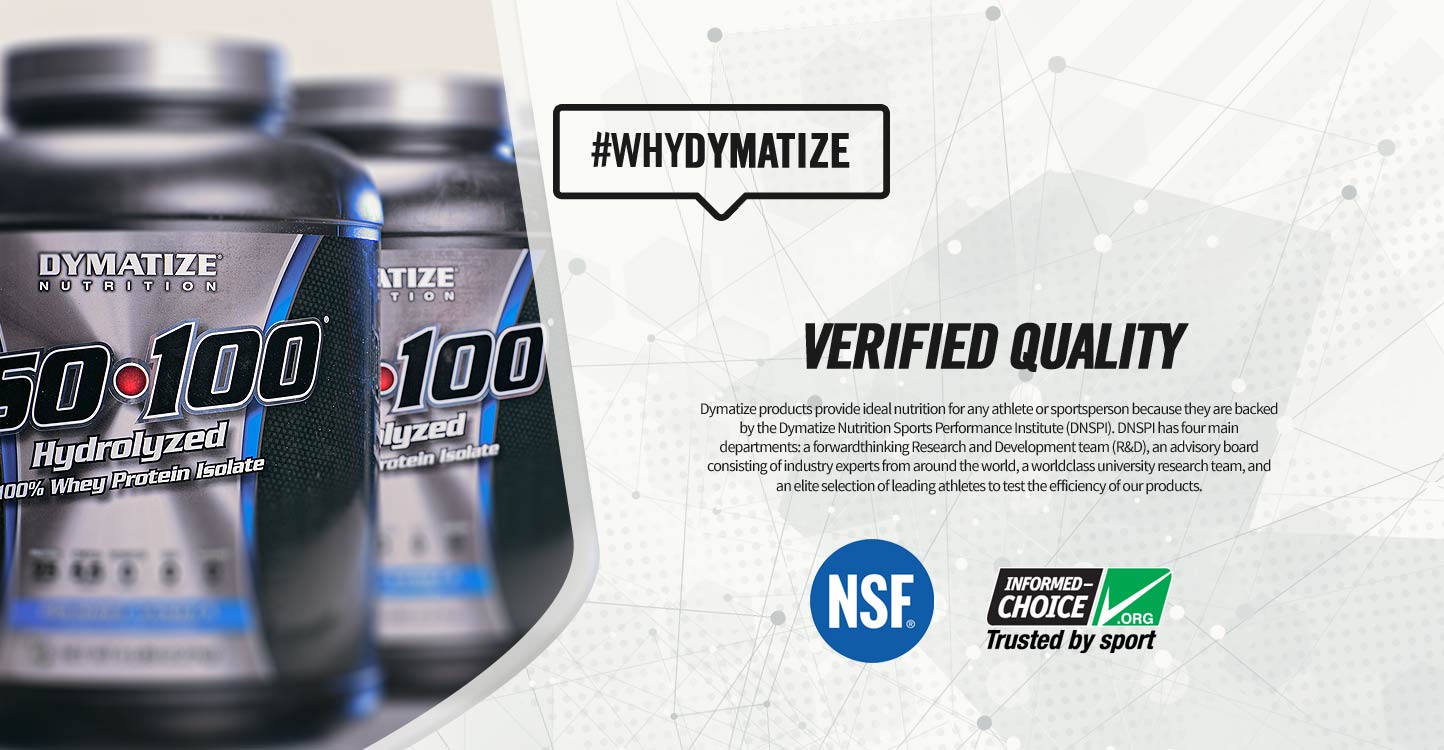 #WHYDYMATIZE
DYMATIZE®
NUTRITION
SO•100®
Hydrolyzed
100% Whey Protein Isolate
ATIZE
TION
•100
lyzed
rotein Isolate
VERIFIED QUALITY
Dymatize products provide ideal nutrition for any athlete or sportsperson because they are backed
by the Dymatize Nutrition Sports Performance Institute (DNSPI). DNSPI has four main
departments: a forwardthinking Research and Development team (R&D), an advisory board
consisting of industry experts from around the world, a worldclass university research team, and
an elite selection of leading athletes to test the efficiency of our products.
NSF®
INFORMED–
CHOICE
.ORG
Trusted by sport